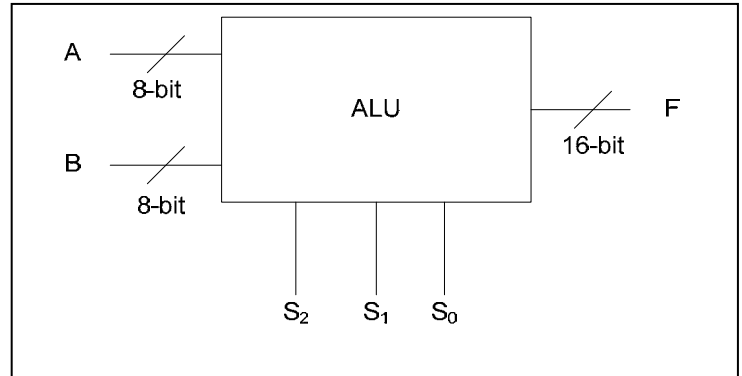 A
8-bit
ALU
F
16-bit
B
8-bit
S₂ S₁ S₀